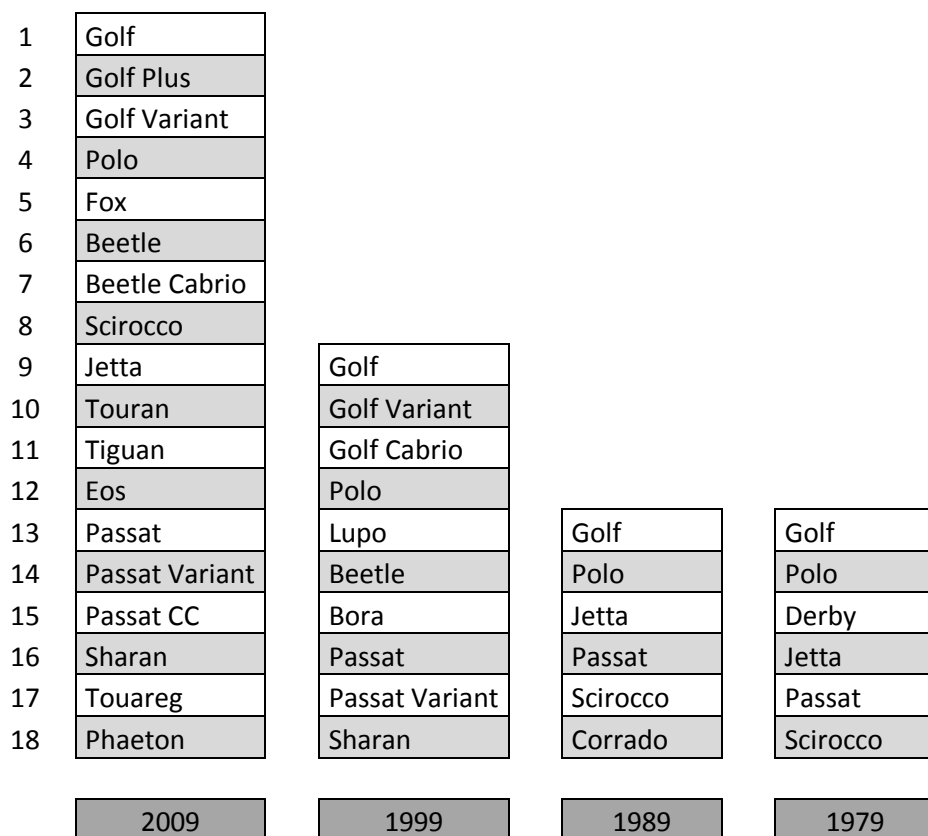 1 Golf
2 Golf Plus
3 Golf Variant
4 Polo
5 Fox
6 Beetle
7 Beetle Cabrio
8 Scirocco
9 Jetta Golf
10 Touran Golf Variant
11 Tiguan Golf Cabrio
12 Eos Polo
13 Passat Lupo Golf Golf
14 Passat Variant Beetle Polo Polo
15 Passat CC Bora Jetta Derby
16 Sharan Passat Passat Jetta
17 Touareg Passat Variant Scirocco Passat
18 Phaeton Sharan Corrado Scirocco
2009 1999 1989 1979